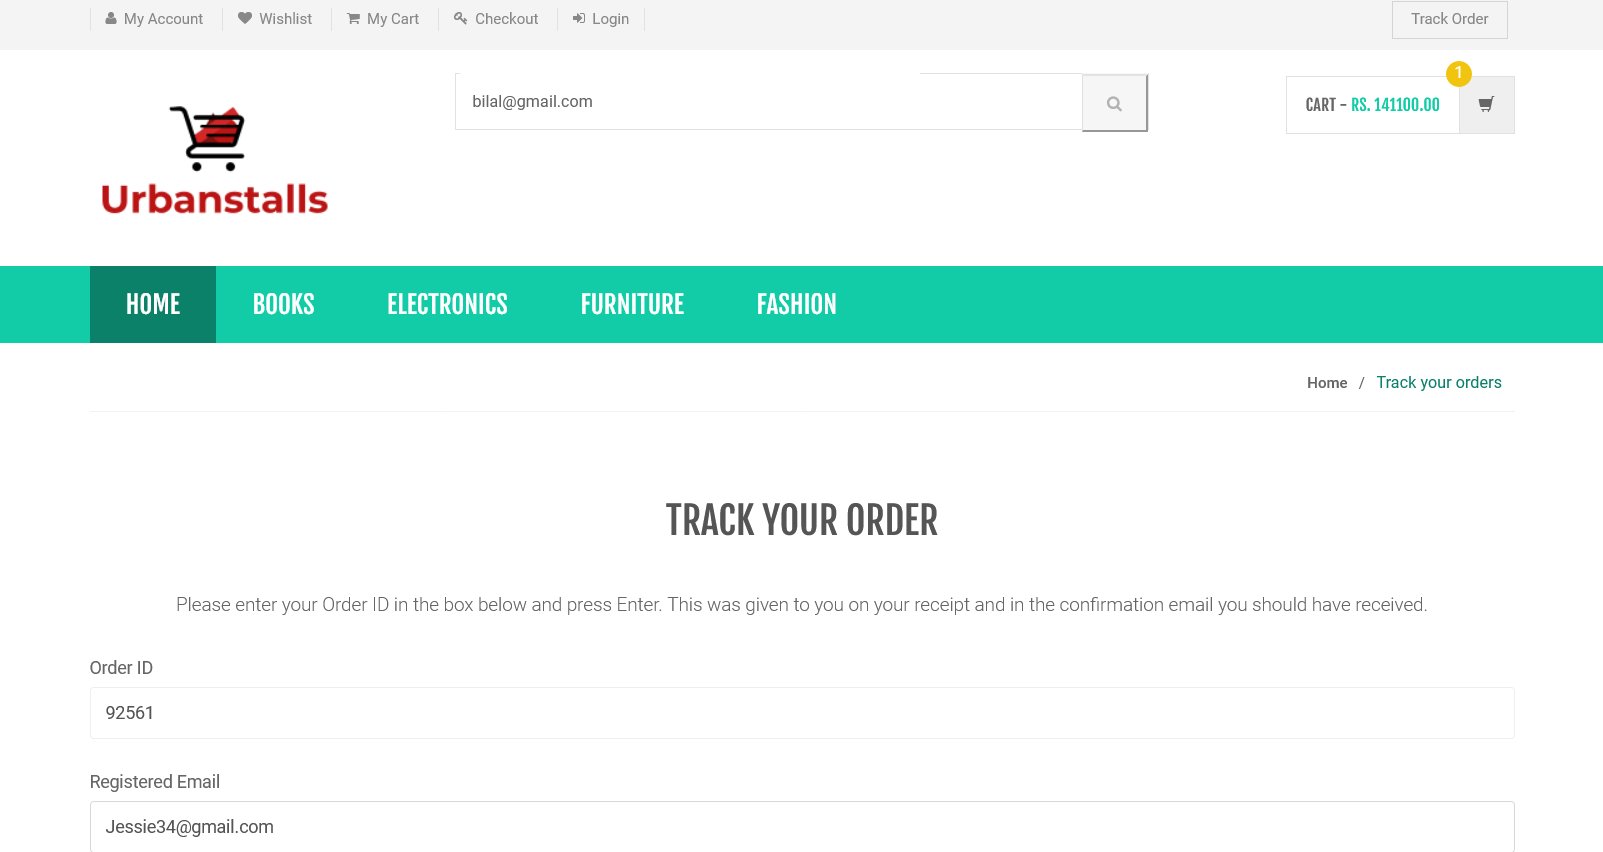 My Account Wishlist My Cart Checkout Login Track Order
bilal@gmail.com
1
CART - RS. 141100.00
Urbanstalls
HOME BOOKS ELECTRONICS FURNITURE FASHION
Home / Track your orders
TRACK YOUR ORDER
Please enter your Order ID in the box below and press Enter. This was given to you on your receipt and in the confirmation email you should have received.
Order ID
92561
Registered Email
Jessie34@gmail.com